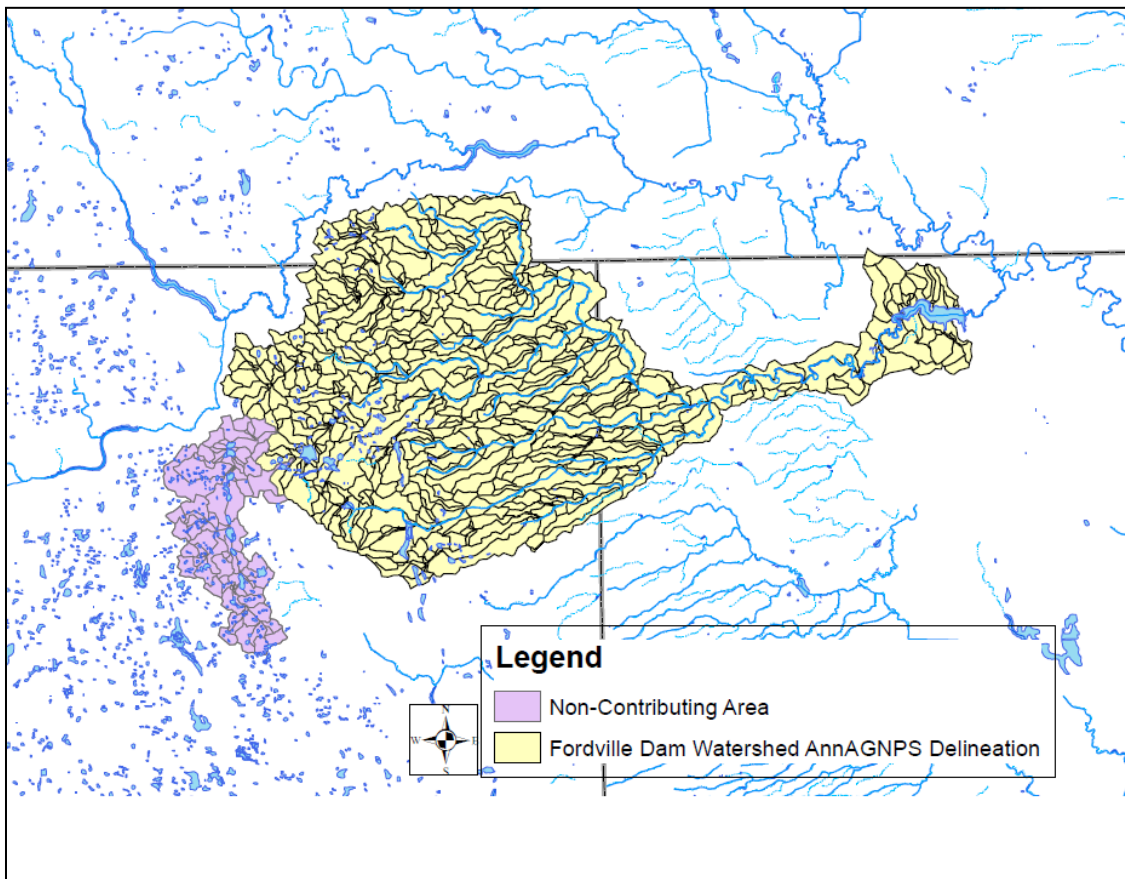 Legend
Non-Contributing Area
Fordville Dam Watershed AnnAGNPS Delineation
N
W E
S